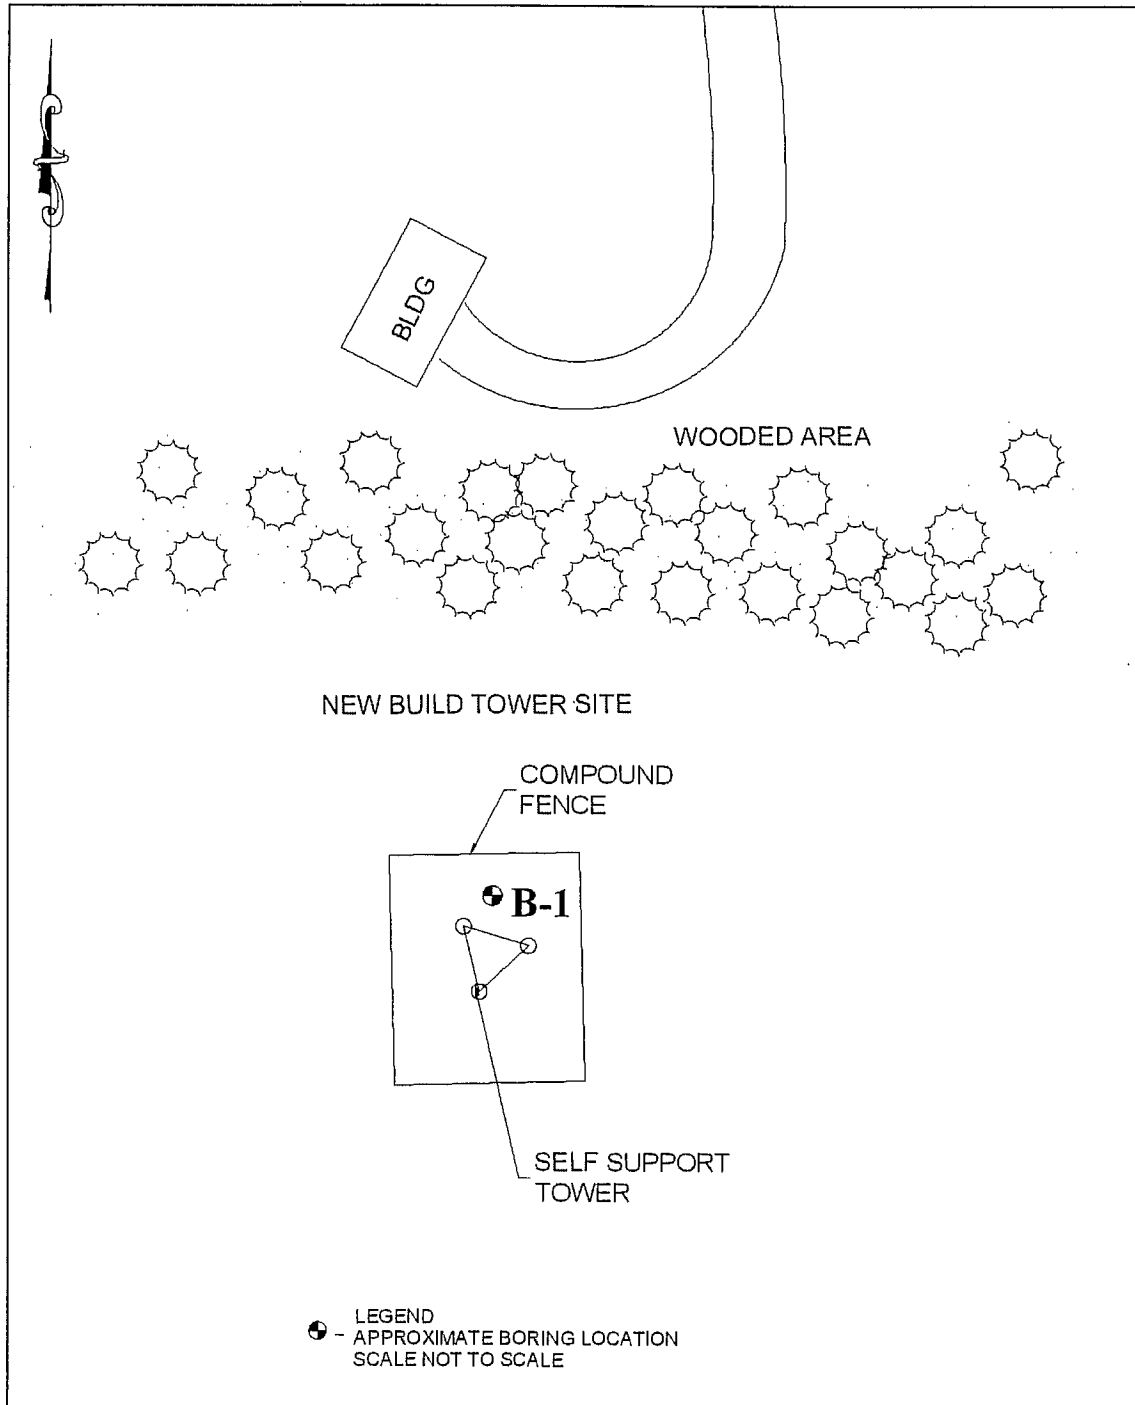 BLDG
WOODED AREA
NEW BUILD TOWER SITE
COMPOUND
FENCE
B-1
SELF SUPPORT
TOWER
LEGEND
- APPROXIMATE BORING LOCATION
SCALE NOT TO SCALE